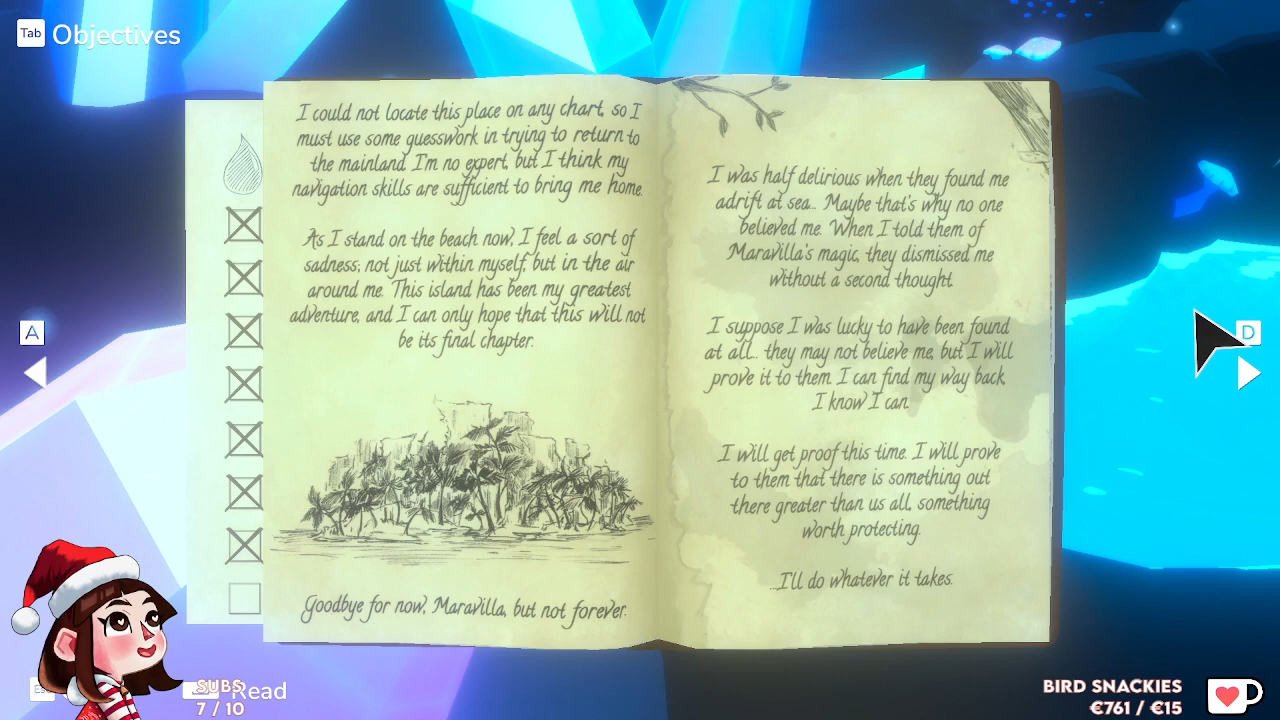 Tab Objectives
I could not locate this place on any chart, so I
must use some guesswork in trying to return to
the mainland. I'm no expert, but I think my
navigation skills are sufficient to bring me home.
As I stand on the beach now, I feel a sort of
sadness; not just within myself, but in the air
around me. This island has been my greatest
adventure, and I can only hope that this will not
be its final chapter.
Goodbye for now, Maravilla, but not forever.
I was half delirious when they found me
adrift at sea... Maybe that's why no one
believed me. When I told them of
Maravilla's magic, they dismissed me
without a second thought.
I suppose I was lucky to have been found
at all... they may not believe me, but I will
prove it to them. I can find my way back,
I know I can.
I will get proof this time. I will prove
to them that there is something out
there greater than us all, something
worth protecting.
...I'll do whatever it takes.
A
D
Read
SUBS
7 / 10
BIRD SNACKIES
€761 / €15